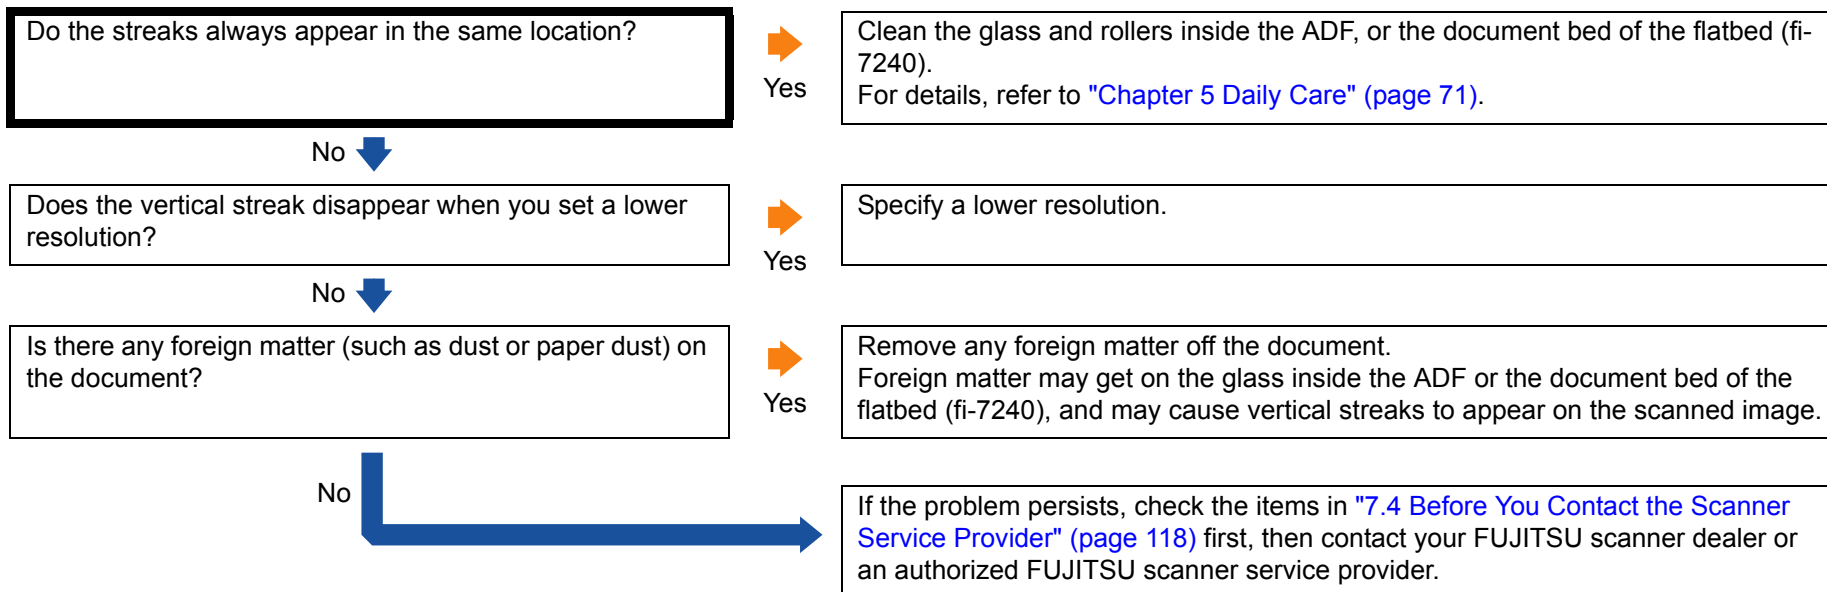 Do the streaks always appear in the same location?
Yes
Clean the glass and rollers inside the ADF, or the document bed of the flatbed (fi-
7240).
For details, refer to "Chapter 5 Daily Care" (page 71).
No
Does the vertical streak disappear when you set a lower
resolution?
Yes
Specify a lower resolution.
No
Is there any foreign matter (such as dust or paper dust) on
the document?
Yes
Remove any foreign matter off the document.
Foreign matter may get on the glass inside the ADF or the document bed of the
flatbed (fi-7240), and may cause vertical streaks to appear on the scanned image.
No
If the problem persists, check the items in "7.4 Before You Contact the Scanner
Service Provider" (page 118) first, then contact your FUJITSU scanner dealer or
an authorized FUJITSU scanner service provider.